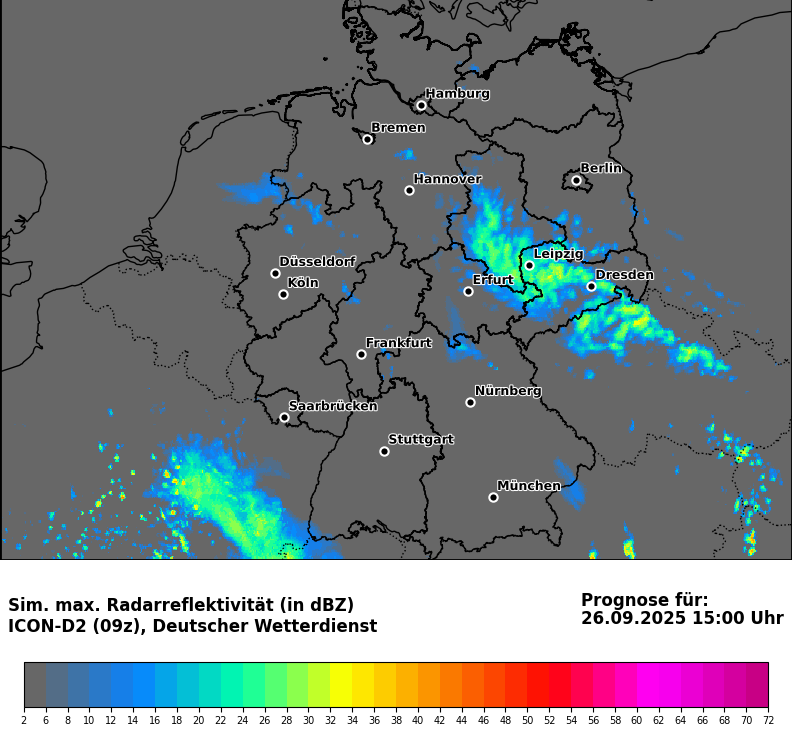 Hamburg
Bremen
Berlin
Hannover
Leipzig
Düsseldorf
Dresden
Köln
Erfurt
Frankfurt
Nürnberg
Saarbrücken
Stuttgart
München
Sim. max. Radarreflektivität (in dBZ)
ICON-D2 (09z), Deutscher Wetterdienst
Prognose für:
26.09.2025 15:00 Uhr
2 6 8 10 12 14 16 18 20 22 24 26 28 30 32 34 36 38 40 42 44 46 48 50 52 54 56 58 60 62 64 66 68 70 72